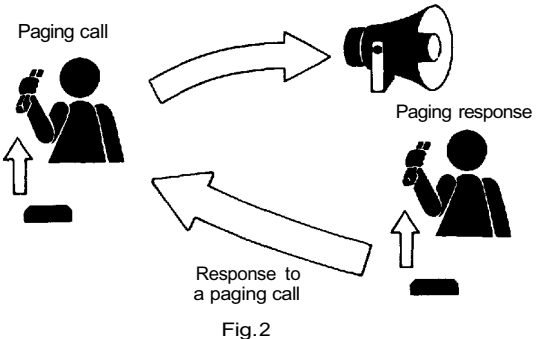 Paging call
Paging response
Response to
a paging call
Fig.2